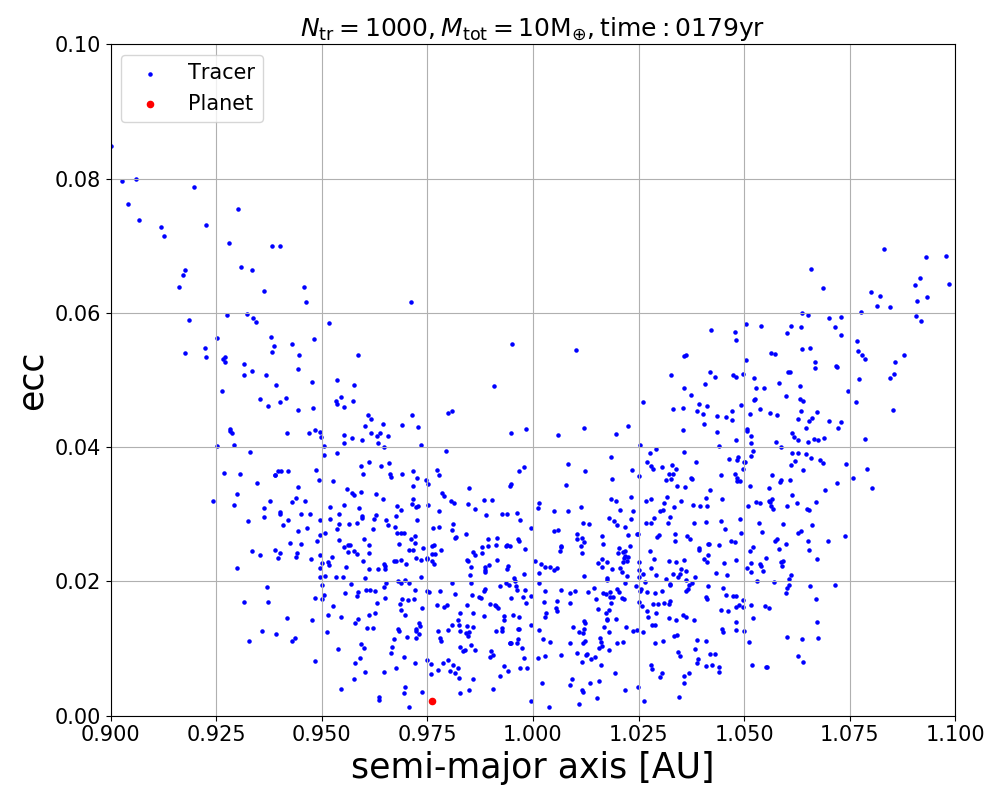 N_tr = 1000, M_tot = 10M_⊕, time : 0179yr
Tracer
Planet
ecc
0.10
0.08
0.06
0.04
0.02
0.00
0.900 0.925 0.950 0.975 1.000 1.025 1.050 1.075 1.100
semi-major axis [AU]